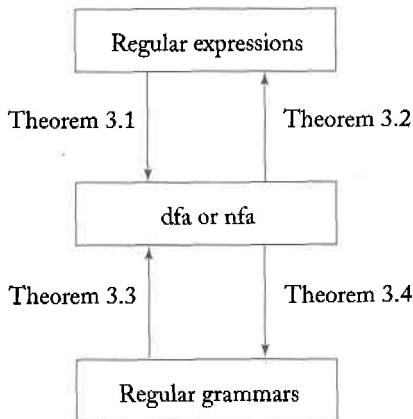 Regular expressions
Theorem 3.1
Theorem 3.2
dfa or nfa
Theorem 3.3
Theorem 3.4
Regular grammars